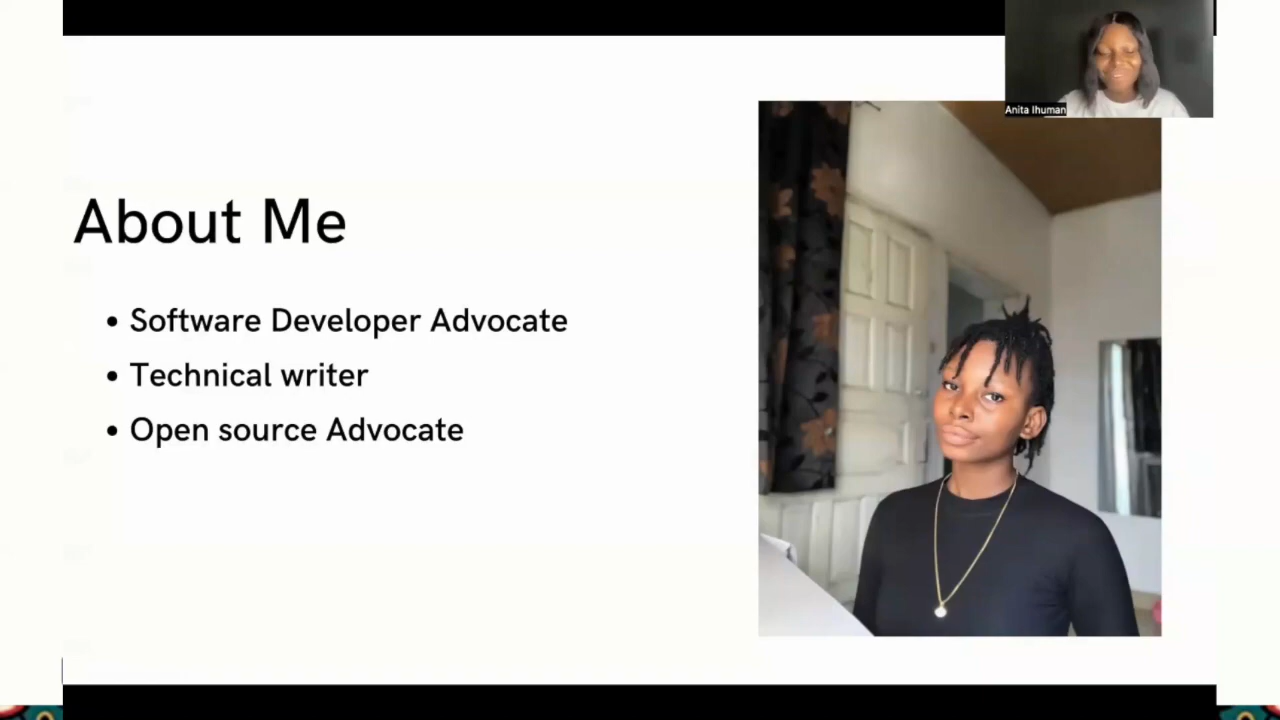 Anita Ihuman
About Me
• Software Developer Advocate
• Technical writer
• Open source Advocate